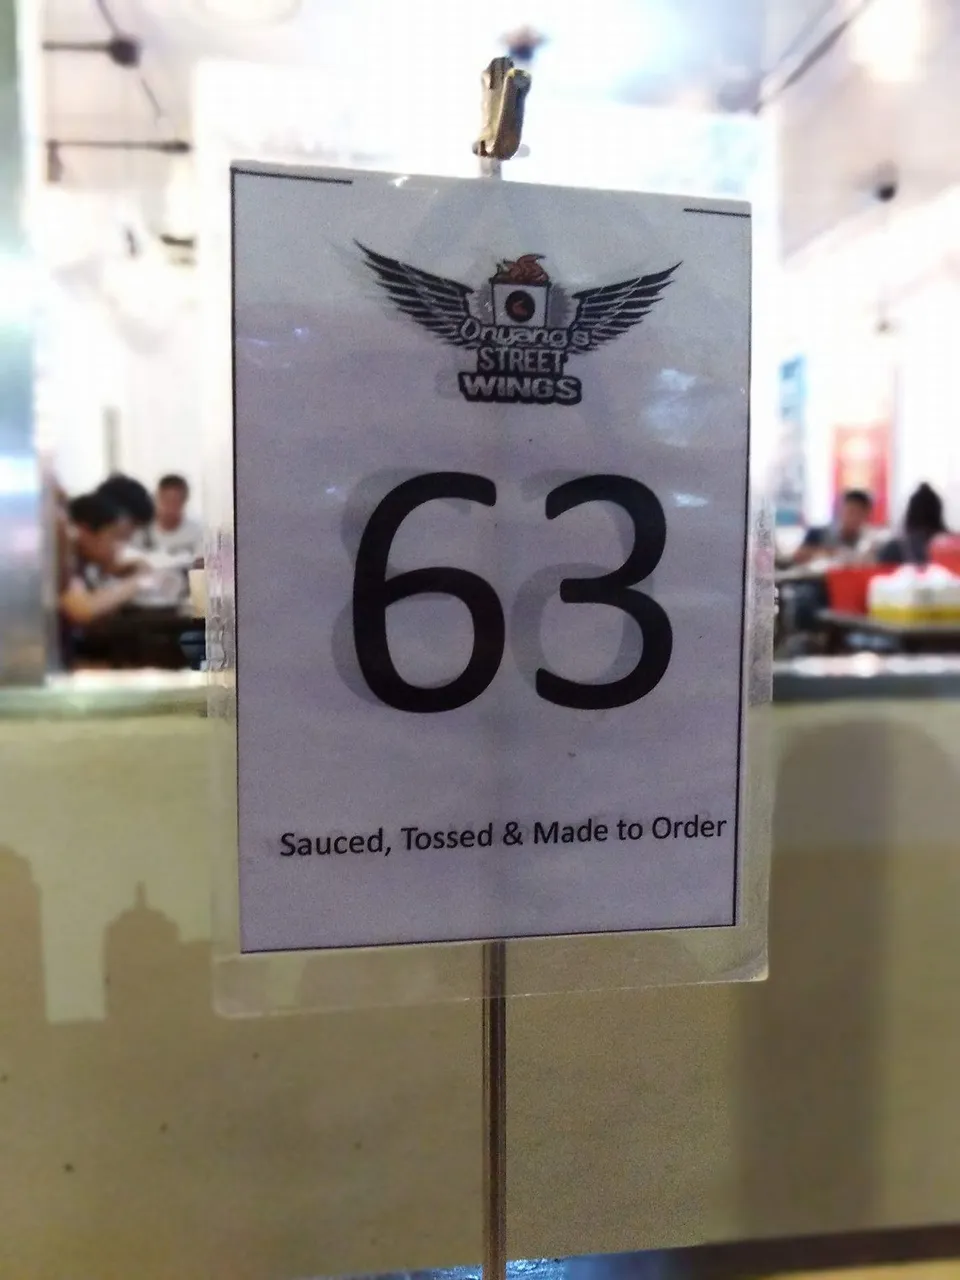 Onyang's
STREET
WINGS
63
Sauced, Tossed & Made to Order